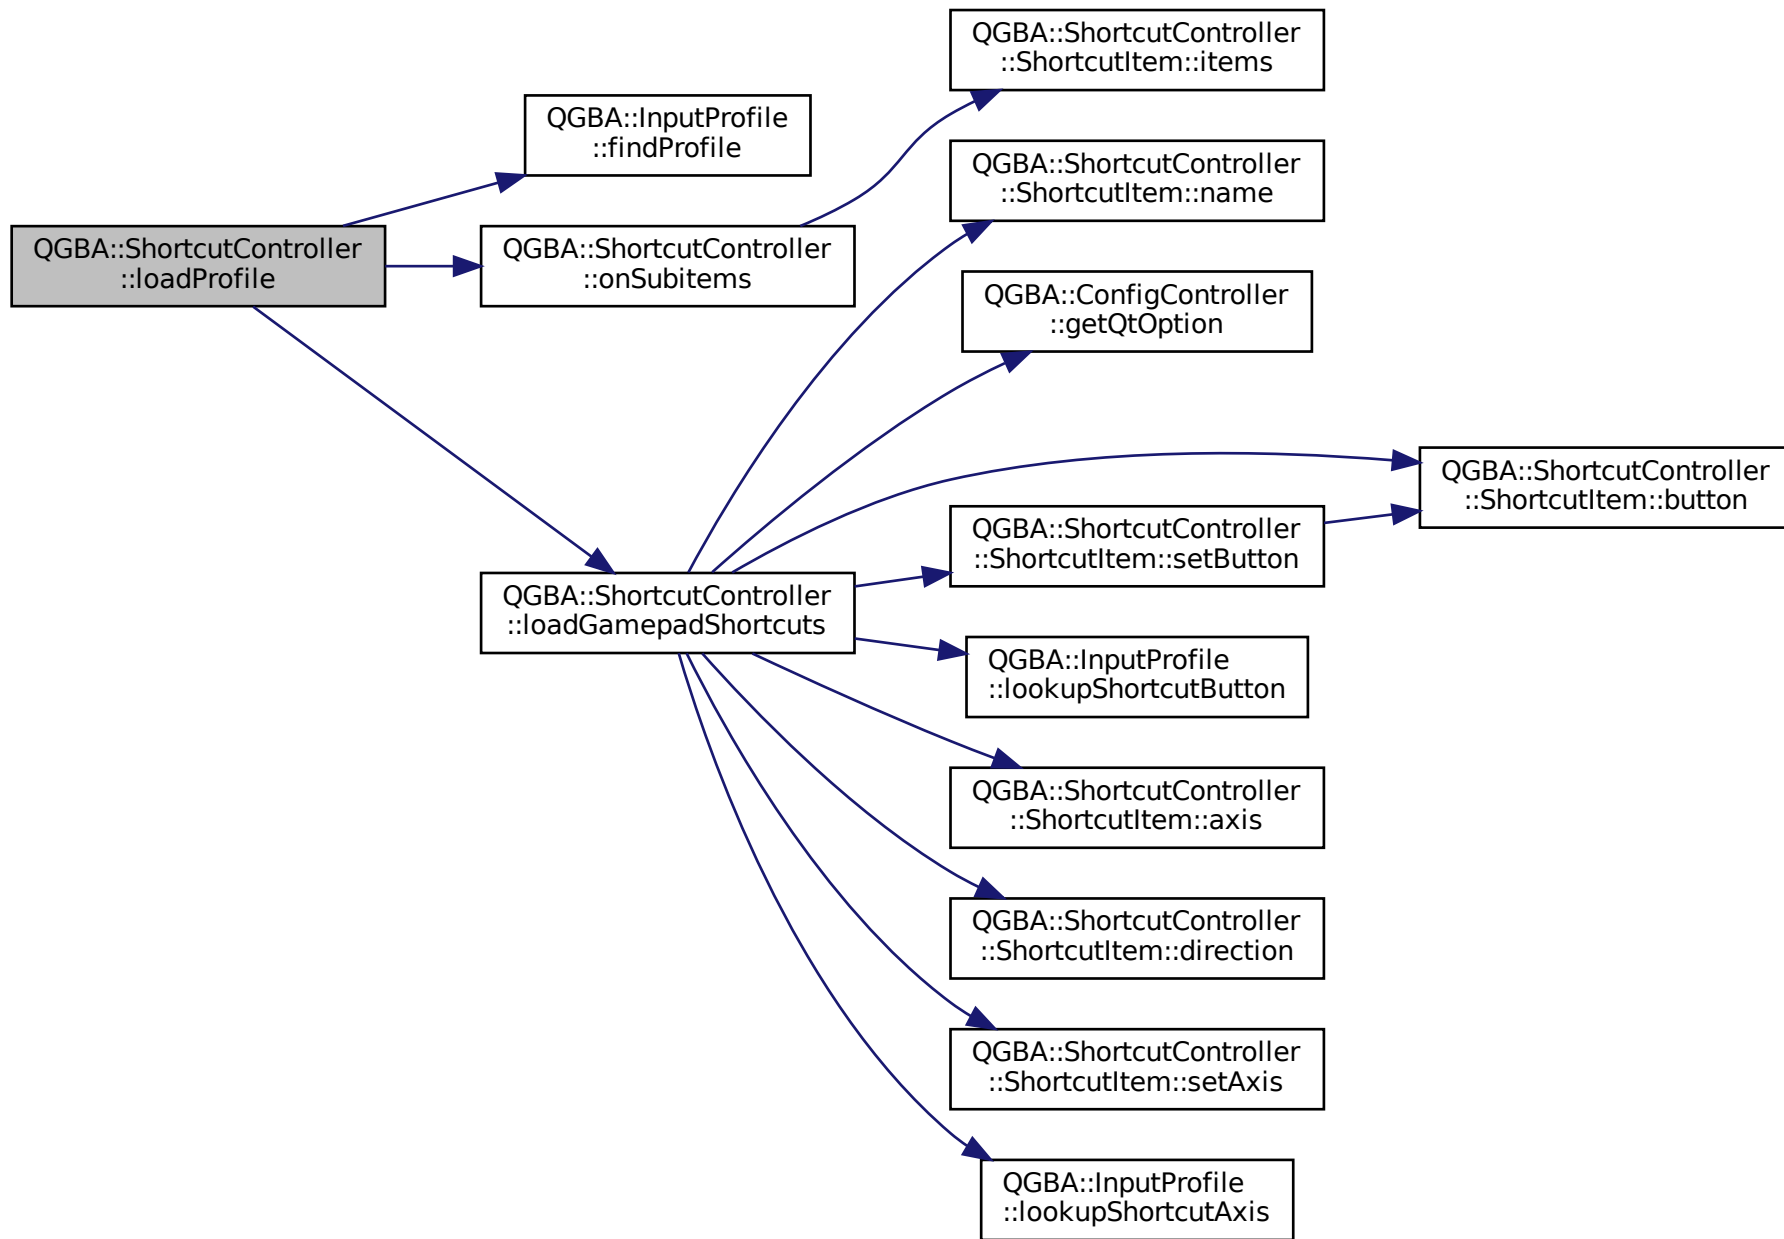 QGBA::ShortcutController
::ShortcutItem::items
QGBA::InputProfile
::findProfile
QGBA::ShortcutController
::ShortcutItem::name
QGBA::ShortcutController
::loadProfile
QGBA::ShortcutController
::onSubitems
QGBA::ConfigController
::getQtOption
QGBA::ShortcutController
::ShortcutItem::button
QGBA::ShortcutController
::ShortcutItem::setButton
QGBA::ShortcutController
::loadGamepadShortcuts
QGBA::InputProfile
::lookupShortcutButton
QGBA::ShortcutController
::ShortcutItem::axis
QGBA::ShortcutController
::ShortcutItem::direction
QGBA::ShortcutController
::ShortcutItem::setAxis
QGBA::InputProfile
::lookupShortcutAxis